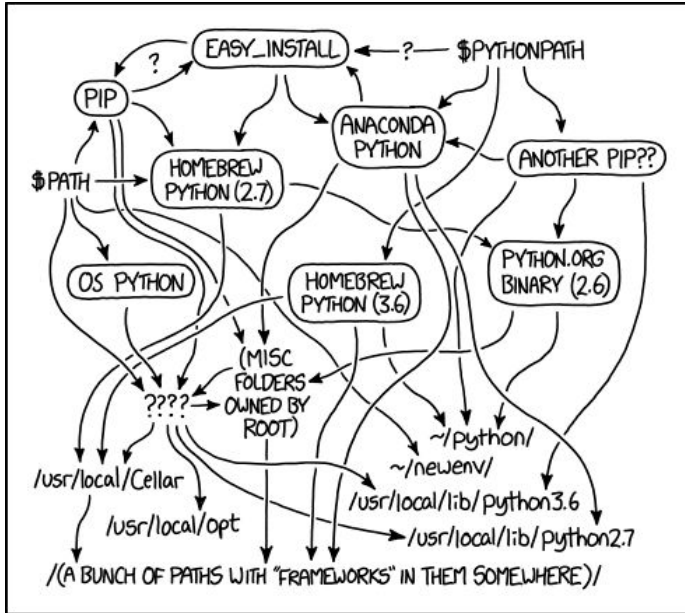 EASY_INSTALL
?
$PYTHONPATH
?
PIP
ANACONDA
PYTHON
ANOTHER PIP??
HOMEBREW
PYTHON (2.7)
$PATH
OS PYTHON
HOMEBREW
PYTHON (3.6)
PYTHON.ORG
BINARY (2.6)
(MISC
FOLDERS
OWNED BY
ROOT)
????
~/python/
~/newenv/
/usr/local/Cellar
/usr/local/lib/python3.6
/usr/local/opt
/usr/local/lib/python2.7
/(A BUNCH OF PATHS WITH "FRAMEWORKS" IN THEM SOMEWHERE)/